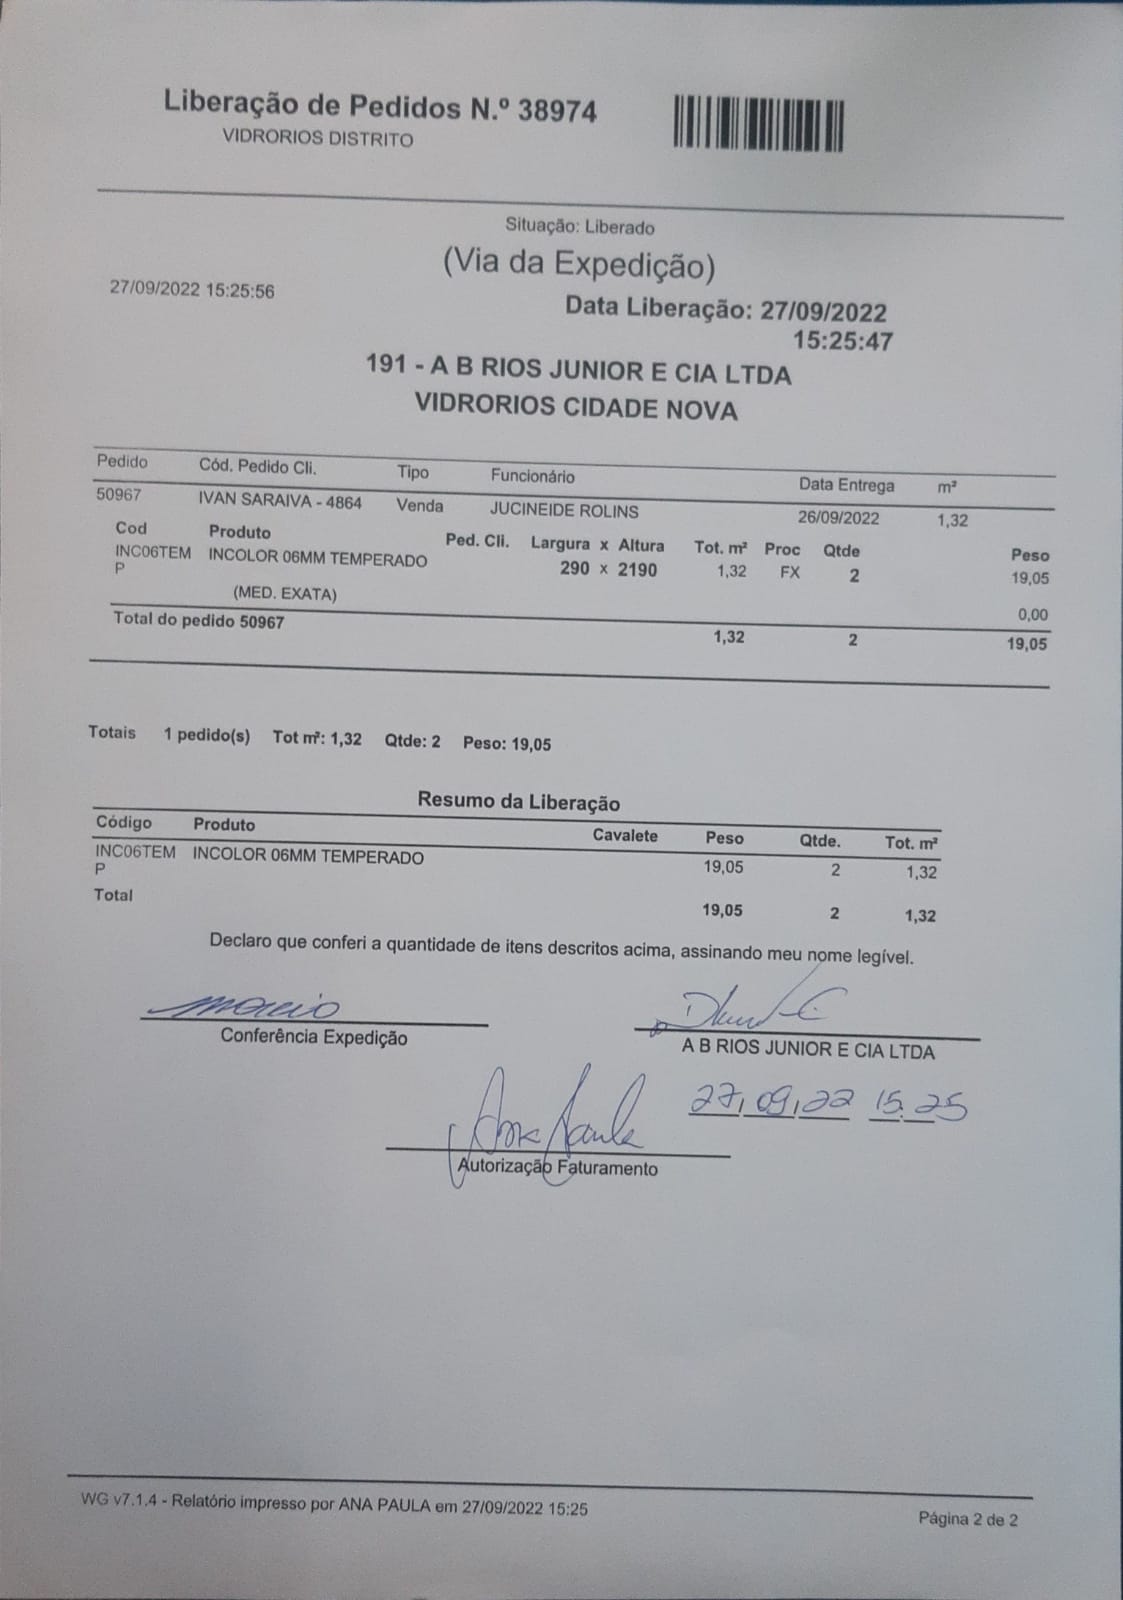 Liberação de Pedidos N.º 38974
VIDRORIOS DISTRITO
Situação: Liberado
(Via da Expedição)
27/09/2022 15:25:56
Data Liberação: 27/09/2022
15:25:47
191 - A B RIOS JUNIOR E CIA LTDA
VIDRORIOS CIDADE NOVA
Pedido Cód. Pedido Cli. Tipo Funcionário Data Entrega m²
50967 IVAN SARAIVA - 4864 Venda JUCINEIDE ROLINS 26/09/2022 1,32
Cod Produto Ped. Cli. Largura x Altura Tot. m² Proc Qtde Peso
INC06TEM INCOLOR 06MM TEMPERADO 290 x 2190 1,32 FX 2 19,05
P
(MED. EXATA) 0,00
Total do pedido 50967 1,32 2 19,05
Totais 1 pedido(s) Tot m²: 1,32 Qtde: 2 Peso: 19,05
Resumo da Liberação
Código Produto Cavalete Peso Qtde. Tot. m²
INC06TEM INCOLOR 06MM TEMPERADO 19,05 2 1,32
P
Total 19,05 2 1,32
Declaro que conferi a quantidade de itens descritos acima, assinando meu nome legível.
Conferência Expedição
A B RIOS JUNIOR E CIA LTDA
27,09,22 15.25
Ana Paula
Autorização Faturamento
WG v7.1.4 - Relatório impresso por ANA PAULA em 27/09/2022 15:25
Página 2 de 2